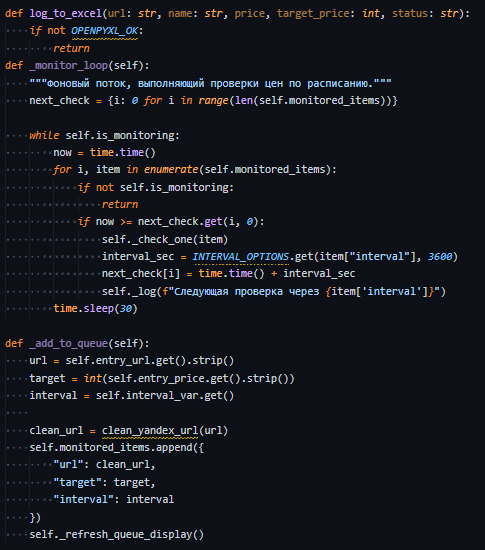 def log_to_excel(url: str, name: str, price, target_price: int, status: str):
    if not OPENPYXL_OK:
        return
def _monitor_loop(self):
    """Фоновый поток, выполняющий проверки цен по расписанию."""
    next_check = {i: 0 for i in range(len(self.monitored_items))}
    while self.is_monitoring:
        now = time.time()
        for i, item in enumerate(self.monitored_items):
            if not self.is_monitoring:
                return
            if now >= next_check.get(i, 0):
                self._check_one(item)
                interval_sec = INTERVAL_OPTIONS.get(item["interval"], 3600)
                next_check[i] = time.time() + interval_sec
                self._log(f"Следующая проверка через {item['interval']}")
        time.sleep(30)
def _add_to_queue(self):
    url = self.entry_url.get().strip()
    target = int(self.entry_price.get().strip())
    interval = self.interval_var.get()
    clean_url = clean_yandex_url(url)
    self.monitored_items.append({
        "url": clean_url,
        "target": target,
        "interval": interval
    })
    self._refresh_queue_display()